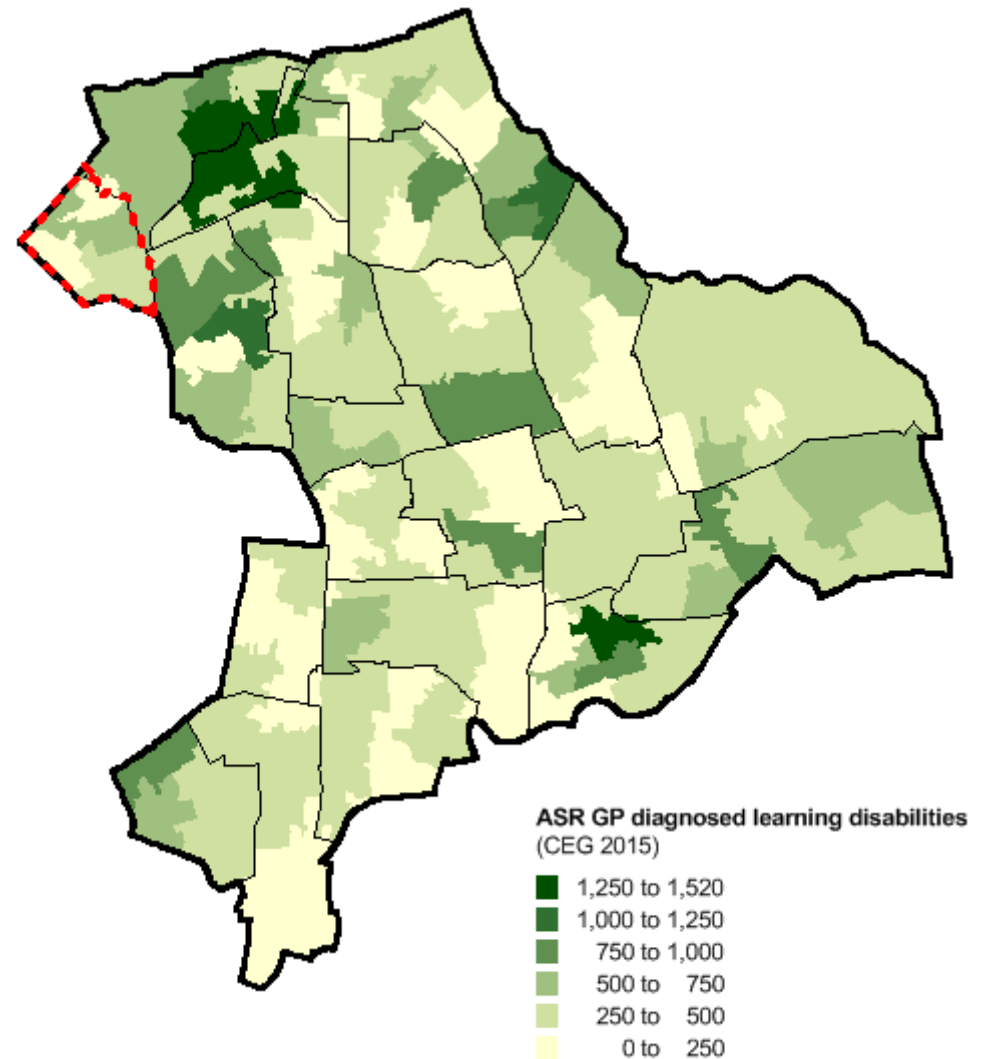 ASR GP diagnosed learning disabilities
(CEG 2015)
1,250 to 1,520
1,000 to 1,250
750 to 1,000
500 to 750
250 to 500
0 to 250